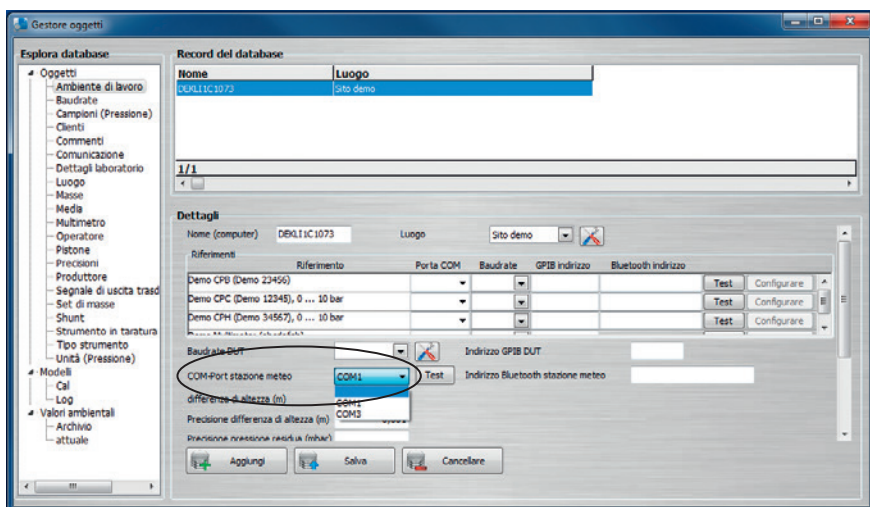 Gestore oggetti
Esplora database
Oggetti
Ambiente di lavoro
Baudrate
Campioni (Pressione)
Clienti
Commenti
Comunicazione
Dettagli laboratorio
Luogo
Masse
Media
Multimetro
Operatore
Pistone
Precisioni
Produttore
Segnale di uscita trasd
Set di masse
Shunt
Strumento in taratura
Tipo strumento
Unità (Pressione)
Modelli
Cal
Log
Valori ambientali
Archivio
attuale
Record del database
Nome Luogo
DEKLI1C1073 Sito demo
1/1
Dettagli
Nome (computer) DEKLI1C1073 Luogo Sito demo
Riferimenti
Riferimento Porta COM Baudrate GPIB indirizzo Bluetooth indirizzo
Demo CPB (Demo 23456) Test Configurare
Demo CPC (Demo 12345), 0 ... 10 bar Test Configurare
Demo CPH (Demo 34567), 0 ... 10 bar Test Configurare
Baudrate DUT Indirizzo GPIB DUT
COM-Port stazione meteo COM1 Test Indirizzo Bluetooth stazione meteo
COM1
differenza di altezza (m)
COM3
Precisione differenza di altezza (m)
Precisione pressione residua (mbar)
Aggiungi Salva Cancellare